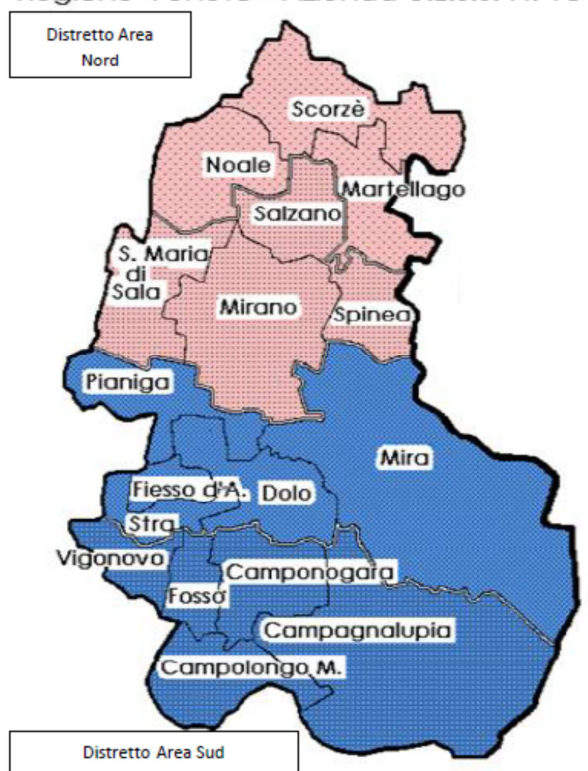 Distretto Area
Nord
Scorzè
Noale
Martellago
Salzano
S. Maria
di
Sala
Mirano
Spinea
Pianiga
Mira
Fiesso d'A.
Dolo
Stra
Vigonovo
Camponogara
Fossò
Campagnalupia
Campolongo M.
Distretto Area Sud